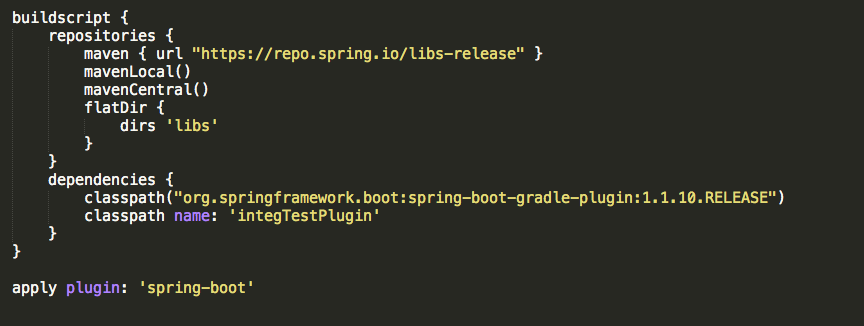 buildscript {
    repositories {
        maven { url "https://repo.spring.io/libs-release" }
        mavenLocal()
        mavenCentral()
        flatDir {
            dirs 'libs'
        }
    }
    dependencies {
        classpath("org.springframework.boot:spring-boot-gradle-plugin:1.1.10.RELEASE")
        classpath name: 'integTestPlugin'
    }
}

apply plugin: 'spring-boot'